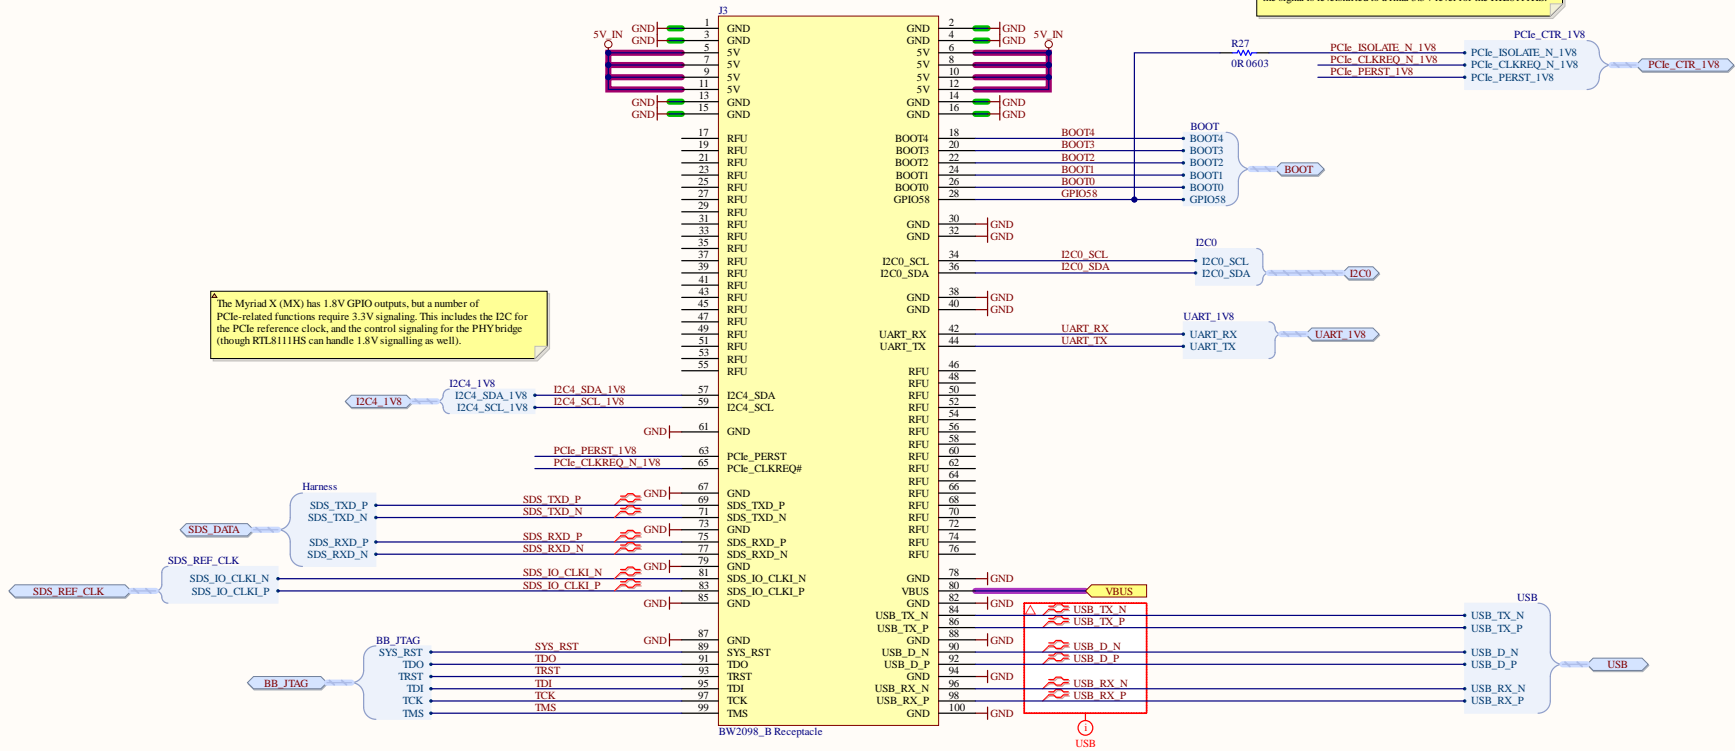 J3
1 GND GND 2
3 GND GND 4
5V_IN 5 5V 5V 6 5V_IN
7 5V 5V 8
9 5V 5V 10
11 5V 5V 12
GND 13 GND GND 14 GND
GND 15 GND GND 16 GND
GND
GND
GND
GND
17 RFU BOOT4 18 BOOT4
19 RFU BOOT3 20 BOOT3
21 RFU BOOT2 22 BOOT2
23 RFU BOOT1 24 BOOT1
25 RFU BOOT0 26 BOOT0
27 RFU GPIO58 28 GPIO58
29 RFU
31 RFU GND 30 GND
33 RFU GND 32 GND
35 RFU
37 RFU I2C0_SCL 34 I2C0_SCL
39 RFU I2C0_SDA 36 I2C0_SDA
41 RFU
43 RFU GND 38 GND
45 RFU GND 40 GND
47 RFU
49 RFU UART_RX 42 UART_RX
51 RFU UART_TX 44 UART_TX
53 RFU
55 RFU RFU 46
RFU 48
57 I2C4_SDA RFU 50
59 I2C4_SCL RFU 52
RFU 54
GND 61 GND RFU 56
RFU 58
63 PCIe_PERST RFU 60
65 PCIe_CLKREQ# RFU 62
RFU 64
GND 67 GND RFU 66
69 SDS_TXD_P RFU 68
71 SDS_TXD_N RFU 70
GND 73 GND RFU 72
75 SDS_RXD_P RFU 74
77 SDS_RXD_N RFU 76
GND 79 GND
81 SDS_IO_CLKI_N GND 78 GND
83 SDS_IO_CLKI_P VBUS 80 VBUS
GND 85 GND GND 82 GND
USB_TX_N 84 USB_TX_N
USB_TX_P 86 USB_TX_P
GND 87 GND GND 88 GND
89 SYS_RST USB_D_N 90 USB_D_N
91 TDO USB_D_P 92 USB_D_P
93 TRST GND 94 GND
95 TDI USB_RX_N 96 USB_RX_N
97 TCK USB_RX_P 98 USB_RX_P
99 TMS GND 100 GND
BW2098_B Receptacle
R27
0R 0603
PCIe_ISOLATE_N_1V8
PCIe_CLKREQ_N_1V8
PCIe_PERST_1V8
PCIe_CTR_1V8
PCIe_ISOLATE_N_1V8
PCIe_CLKREQ_N_1V8
PCIe_PERST_1V8
PCIe_CTR_1V8
BOOT
BOOT4
BOOT3
BOOT2
BOOT1
BOOT0
GPIO58
BOOT
I2C0
I2C0_SCL
I2C0_SDA
I2C0
UART_1V8
UART_RX
UART_TX
UART_1V8
The Myriad X (MX) has 1.8V GPIO outputs, but a number of
PCIe-related functions require 3.3V signaling. This includes the I2C for
the PCIe reference clock, and the control signaling for the PHY bridge
(though RTL8111HS can handle 1.8V signalling as well).
I2C4_1V8
I2C4_1V8
I2C4_SDA_1V8
I2C4_SCL_1V8
I2C4_SDA_1V8
I2C4_SCL_1V8
PCIe_PERST_1V8
PCIe_CLKREQ_N_1V8
Harness
SDS_DATA
SDS_TXD_P
SDS_TXD_N
SDS_RXD_P
SDS_RXD_N
SDS_TXD_P
SDS_TXD_N
SDS_RXD_P
SDS_RXD_N
SDS_REF_CLK
SDS_REF_CLK
SDS_IO_CLKI_N
SDS_IO_CLKI_P
SDS_IO_CLKI_N
SDS_IO_CLKI_P
BB_JTAG
BB_JTAG
SYS_RST
TDO
TRST
TDI
TCK
TMS
SYS_RST
TDO
TRST
TDI
TCK
TMS
USB
USB_TX_N
USB_TX_P
USB_D_N
USB_D_P
USB_RX_N
USB_RX_P
USB
i
USB